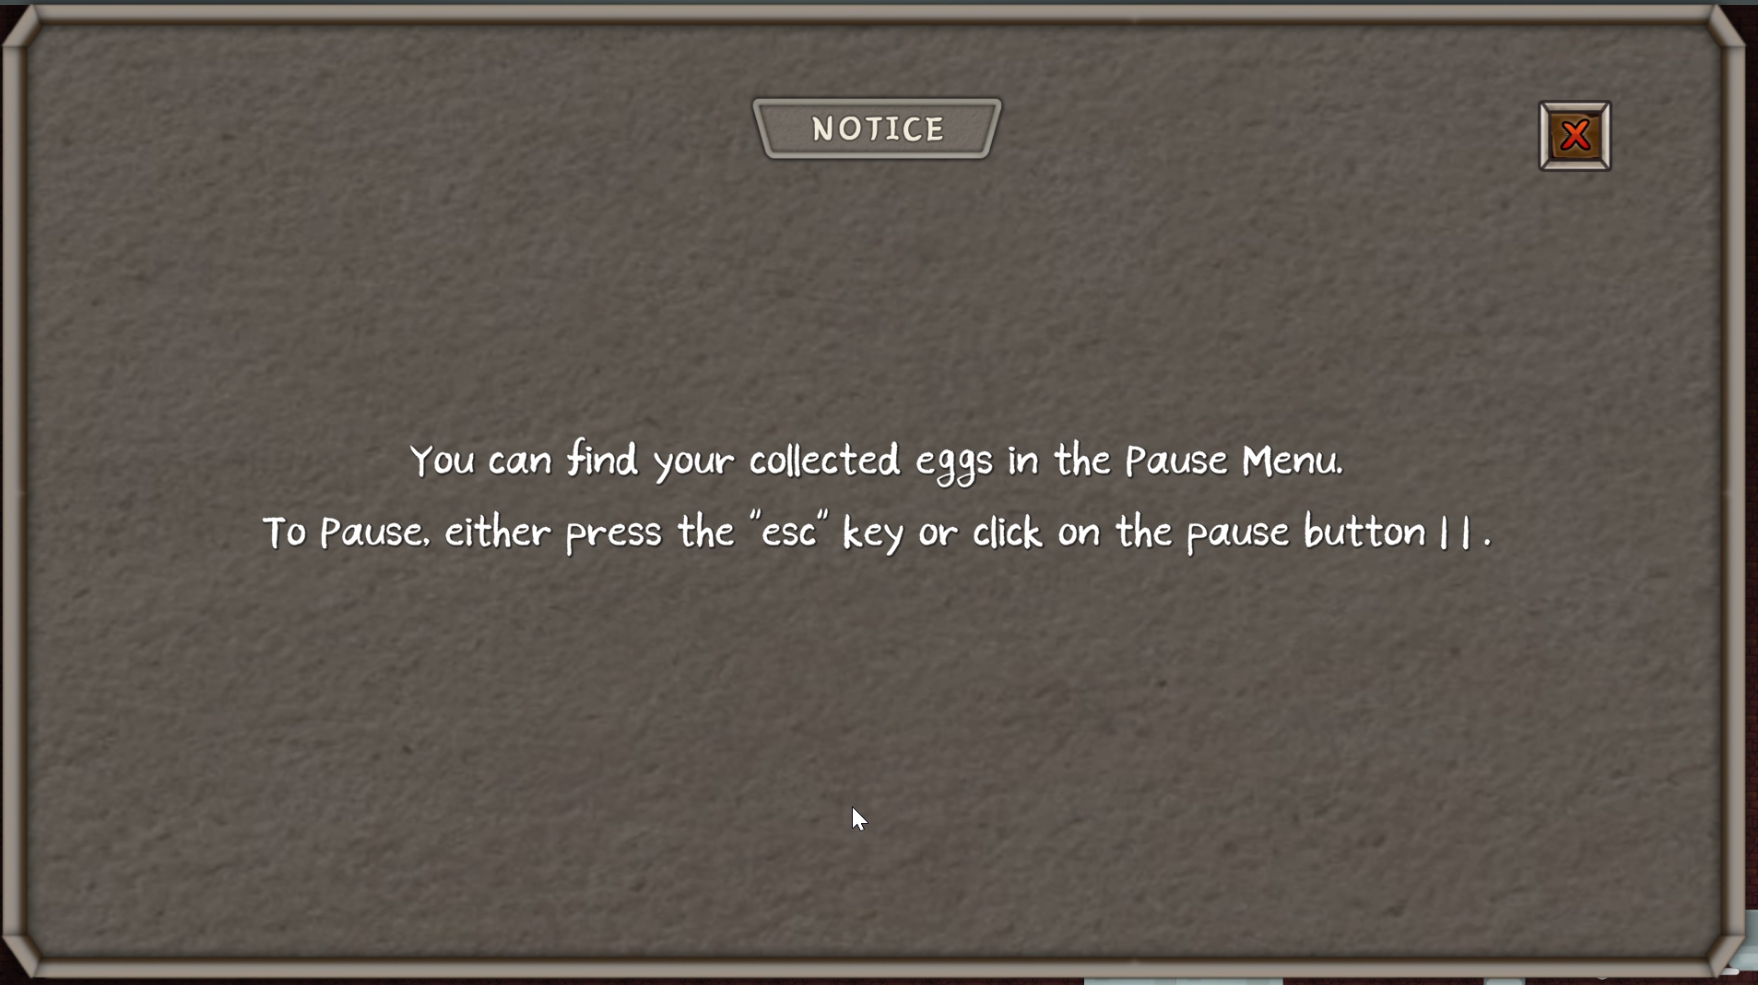 NOTICE
You can find your collected eggs in the Pause Menu.
To Pause, either press the "esc" key or click on the pause button ||.